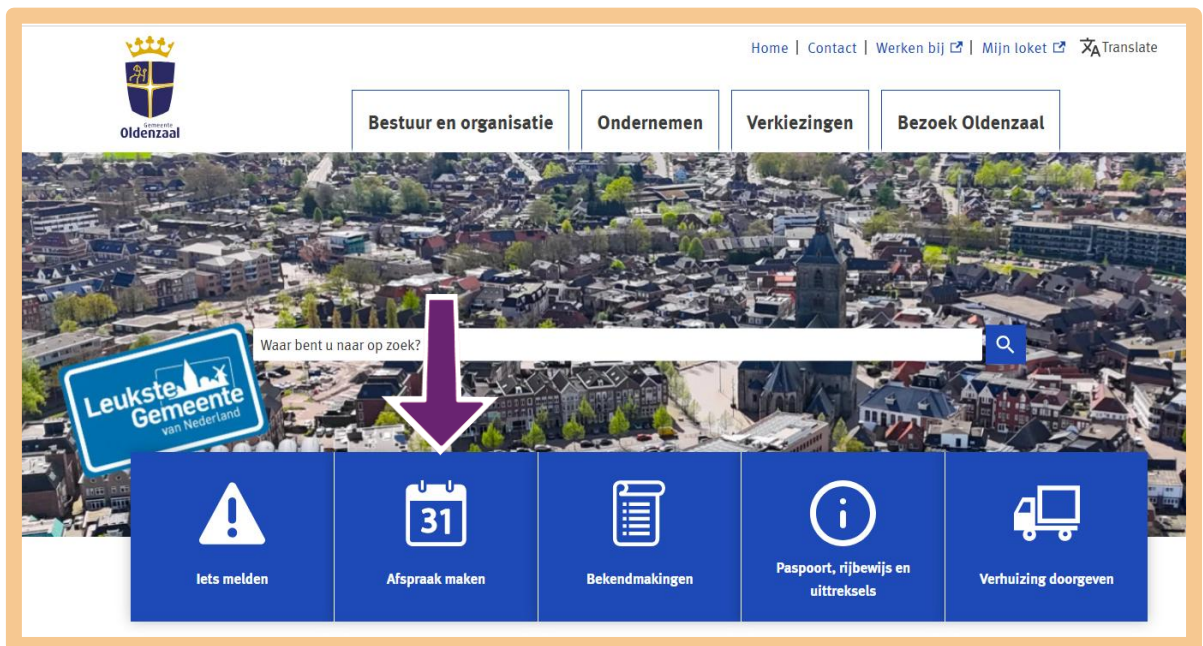 Home | Contact | Werken bij | Mijn loket | Translate
Gemeente
Oldenzaal
Bestuur en organisatie
Ondernemen
Verkiezingen
Bezoek Oldenzaal
Waar bent u naar op zoek?
Leukste
Gemeente
van Nederland
31
Iets melden
Afspraak maken
Bekendmakingen
Paspoort, rijbewijs en
uittreksels
Verhuizing doorgeven